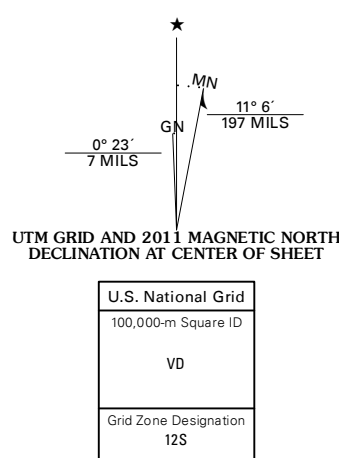 ★
MN
GN
11° 6´
197 MILS
0° 23´
7 MILS
UTM GRID AND 2011 MAGNETIC NORTH
DECLINATION AT CENTER OF SHEET
U.S. National Grid
100,000-m Square ID
VD
Grid Zone Designation
12S